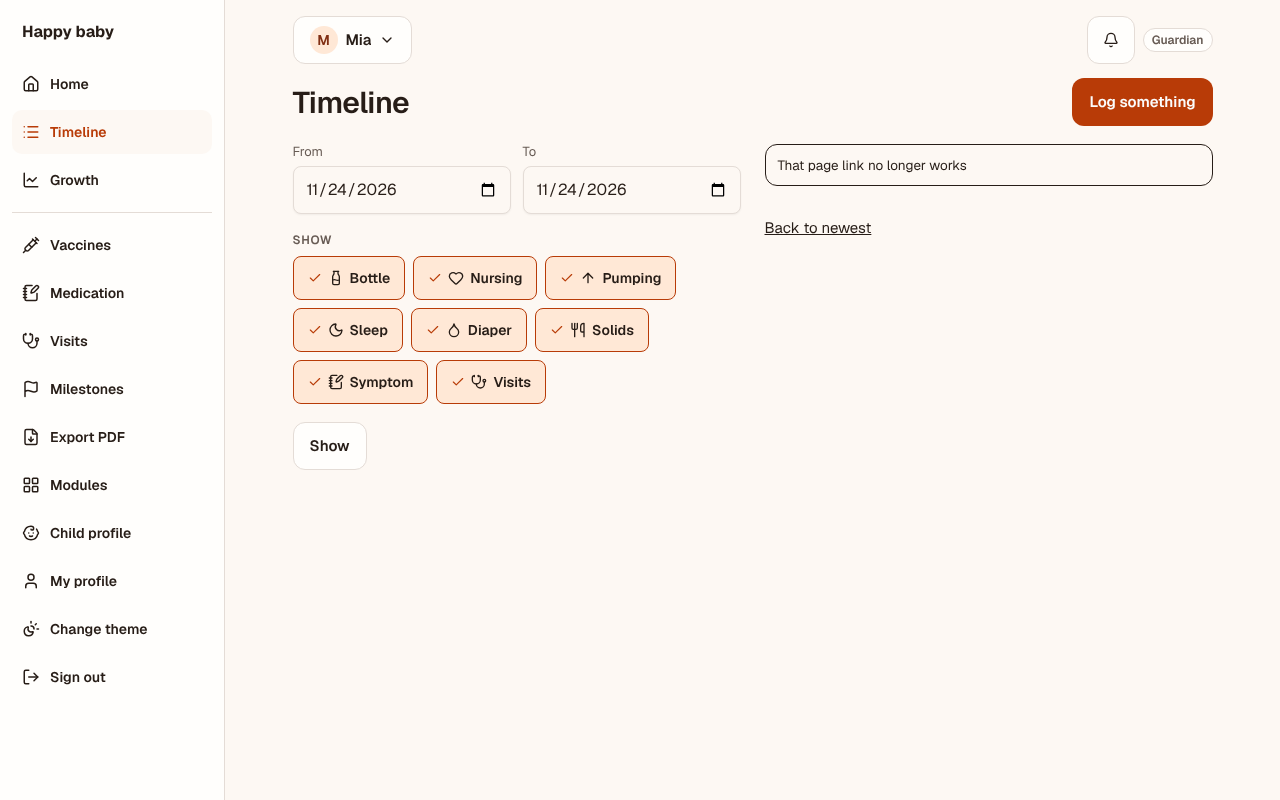 Happy baby
Home
Timeline
Growth
Vaccines
Medication
Visits
Milestones
Export PDF
Modules
Child profile
My profile
Change theme
Sign out
M Mia
Guardian
Timeline
Log something
From
To
11/24/2026
11/24/2026
SHOW
Bottle
Nursing
Pumping
Sleep
Diaper
Solids
Symptom
Visits
Show
That page link no longer works
Back to newest